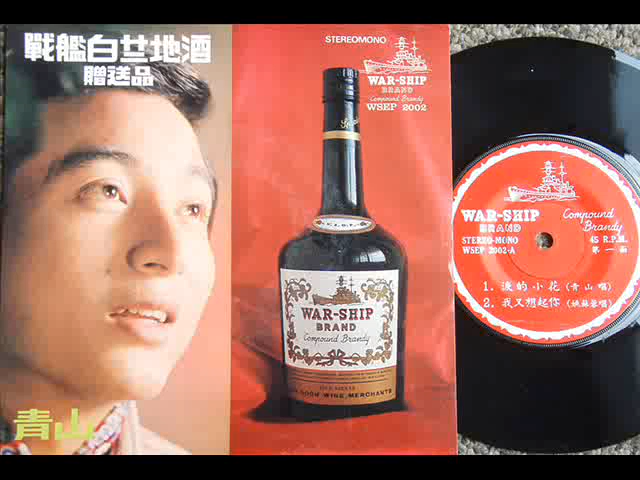 戰艦白兰地酒
贈送品
青山
STEREOMONO
WAR-SHIP
BRAND
Compound Brandy
WSEP 2002
V.S.O.P.
WAR-SHIP
BRAND
Compound Brandy
WINE MERCHANTS
WAR-SHIP
BRAND
Compound
Brandy
STEREO-MONO
45 R.P.M.
WSEP 2002-A
第一面
1. 淚的小花 (青山唱)
2. 我又想起你 (姚蘇蓉唱)